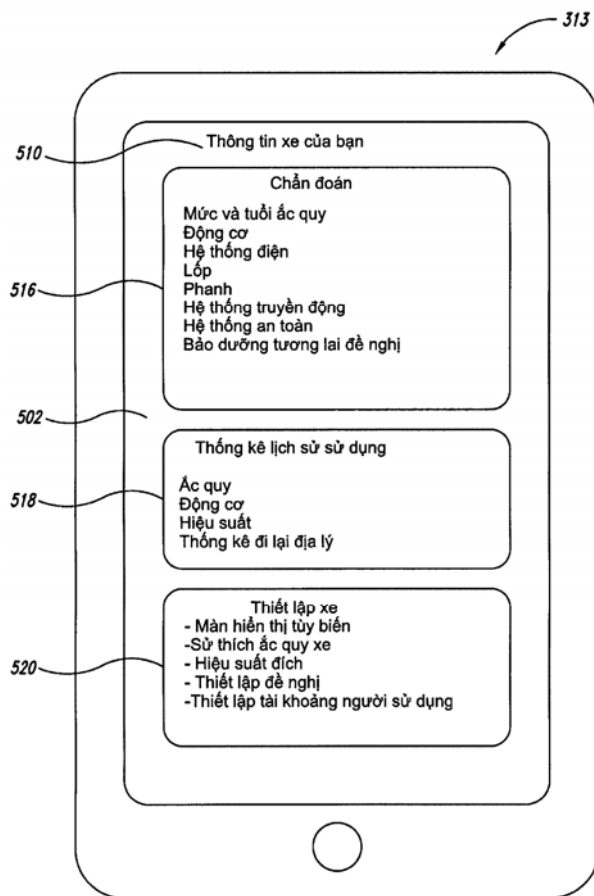 313
510
Thông tin xe của bạn
Chẩn đoán
Mức và tuổi ắc quy
Động cơ
Hệ thống điện
Lốp
516
Phanh
Hệ thống truyền động
Hệ thống an toàn
Bảo dưỡng tương lai đề nghị
502
Thống kê lịch sử sử dụng
518
Ắc quy
Động cơ
Hiệu suất
Thống kê đi lại địa lý
Thiết lập xe
- Màn hiển thị tùy biến
-Sử thích ắc quy xe
520
- Hiệu suất đích
- Thiết lập đề nghị
-Thiết lập tài khoảng người sử dụng